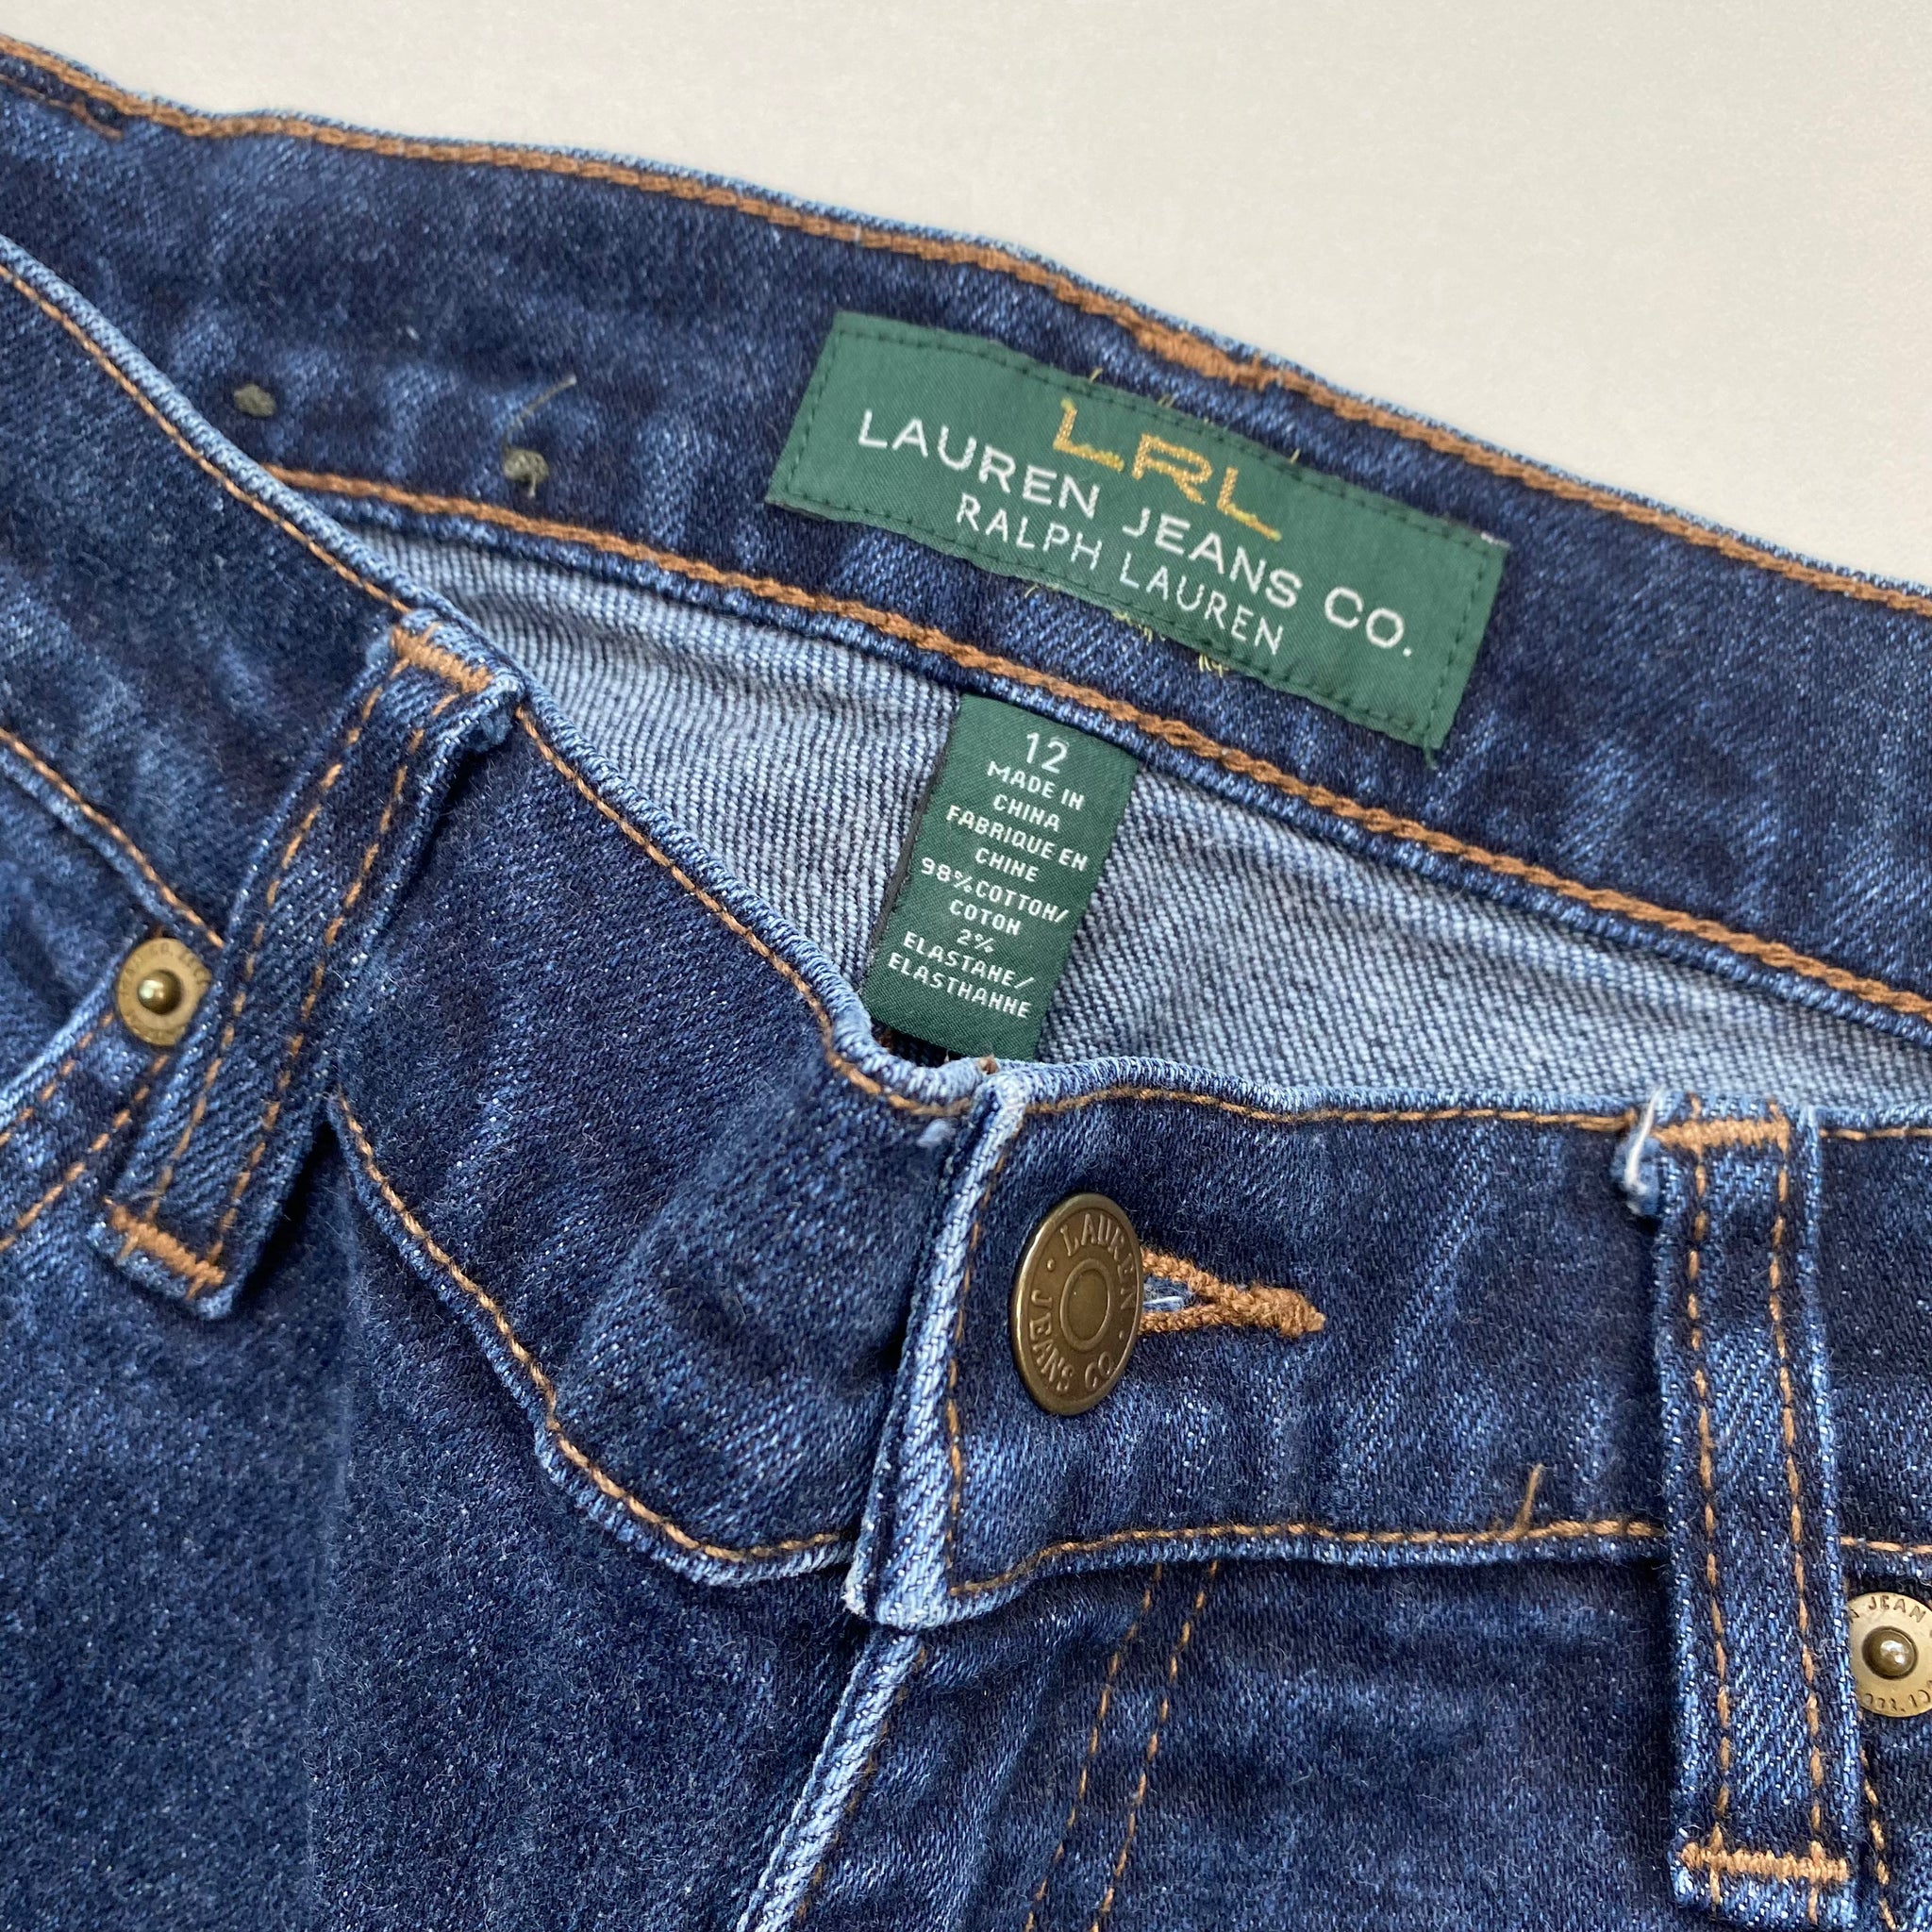 LRL
LAUREN JEANS CO.
RALPH LAUREN
12
MADE IN
CHINA
FABRIQUE EN
CHINE
98% COTTON/
COTON
2%
ELASTANE/
ELASTHANNE
LAUREN
JEANS CO
JEAN